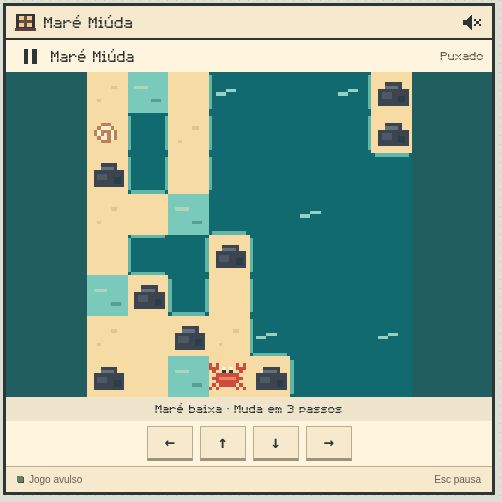 Maré Miúda
Maré Miúda
Puxado
Maré baixa · Muda em 3 passos
← ↑ ↓ →
Jogo avulso
Esc pausa